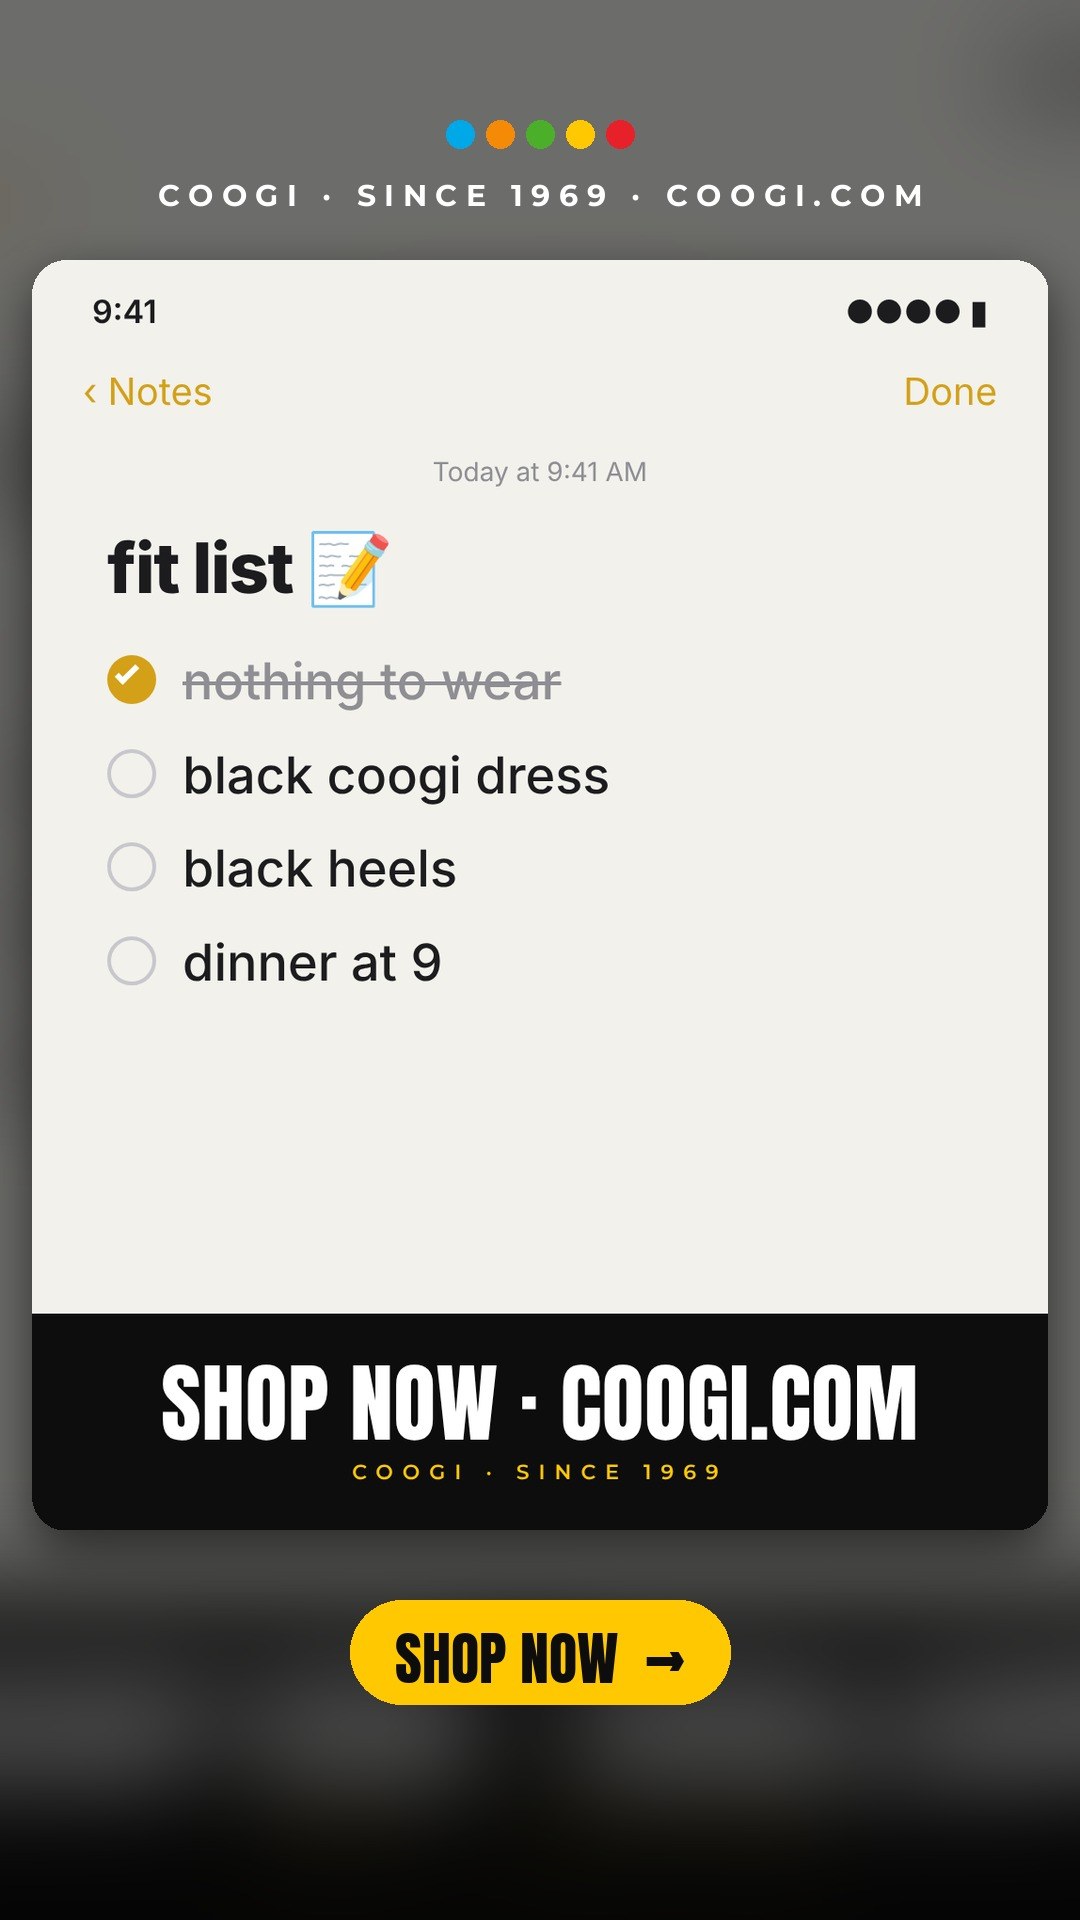 COOGI · SINCE 1969 · COOGI.COM
9:41
‹ Notes
Done
Today at 9:41 AM
fit list 📝
nothing to wear
black coogi dress
black heels
dinner at 9
SHOP NOW · COOGI.COM
COOGI · SINCE 1969
SHOP NOW →